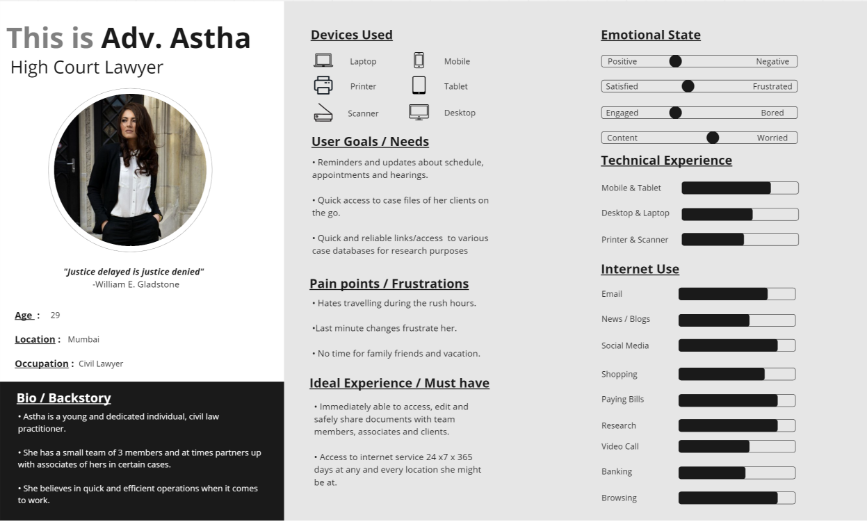 This is Adv. Astha
High Court Lawyer
"Justice delayed is justice denied"
-William E. Gladstone
Age : 29
Location : Mumbai
Occupation : Civil Lawyer
Bio / Backstory
• Astha is a young and dedicated individual, civil law
practitioner.
• She has a small team of 3 members and at times partners up
with associates of hers in certain cases.
• She believes in quick and efficient operations when it comes
to work.
Devices Used
Laptop
Mobile
Printer
Tablet
Scanner
Desktop
User Goals / Needs
• Reminders and updates about schedule,
appointments and hearings.
• Quick access to case files of her clients on
the go.
• Quick and reliable links/access to various
case databases for research purposes
Pain points / Frustrations
• Hates travelling during the rush hours.
•Last minute changes frustrate her.
• No time for family friends and vacation.
Ideal Experience / Must have
• Immediately able to access, edit and
safely share documents with team
members, associates and clients.
• Access to internet service 24 x7 x 365
days at any and every location she might
be at.
Emotional State
Positive Negative
Satisfied Frustrated
Engaged Bored
Content Worried
Technical Experience
Mobile & Tablet
Desktop & Laptop
Printer & Scanner
Internet Use
Email
News / Blogs
Social Media
Shopping
Paying Bills
Research
Video Call
Banking
Browsing